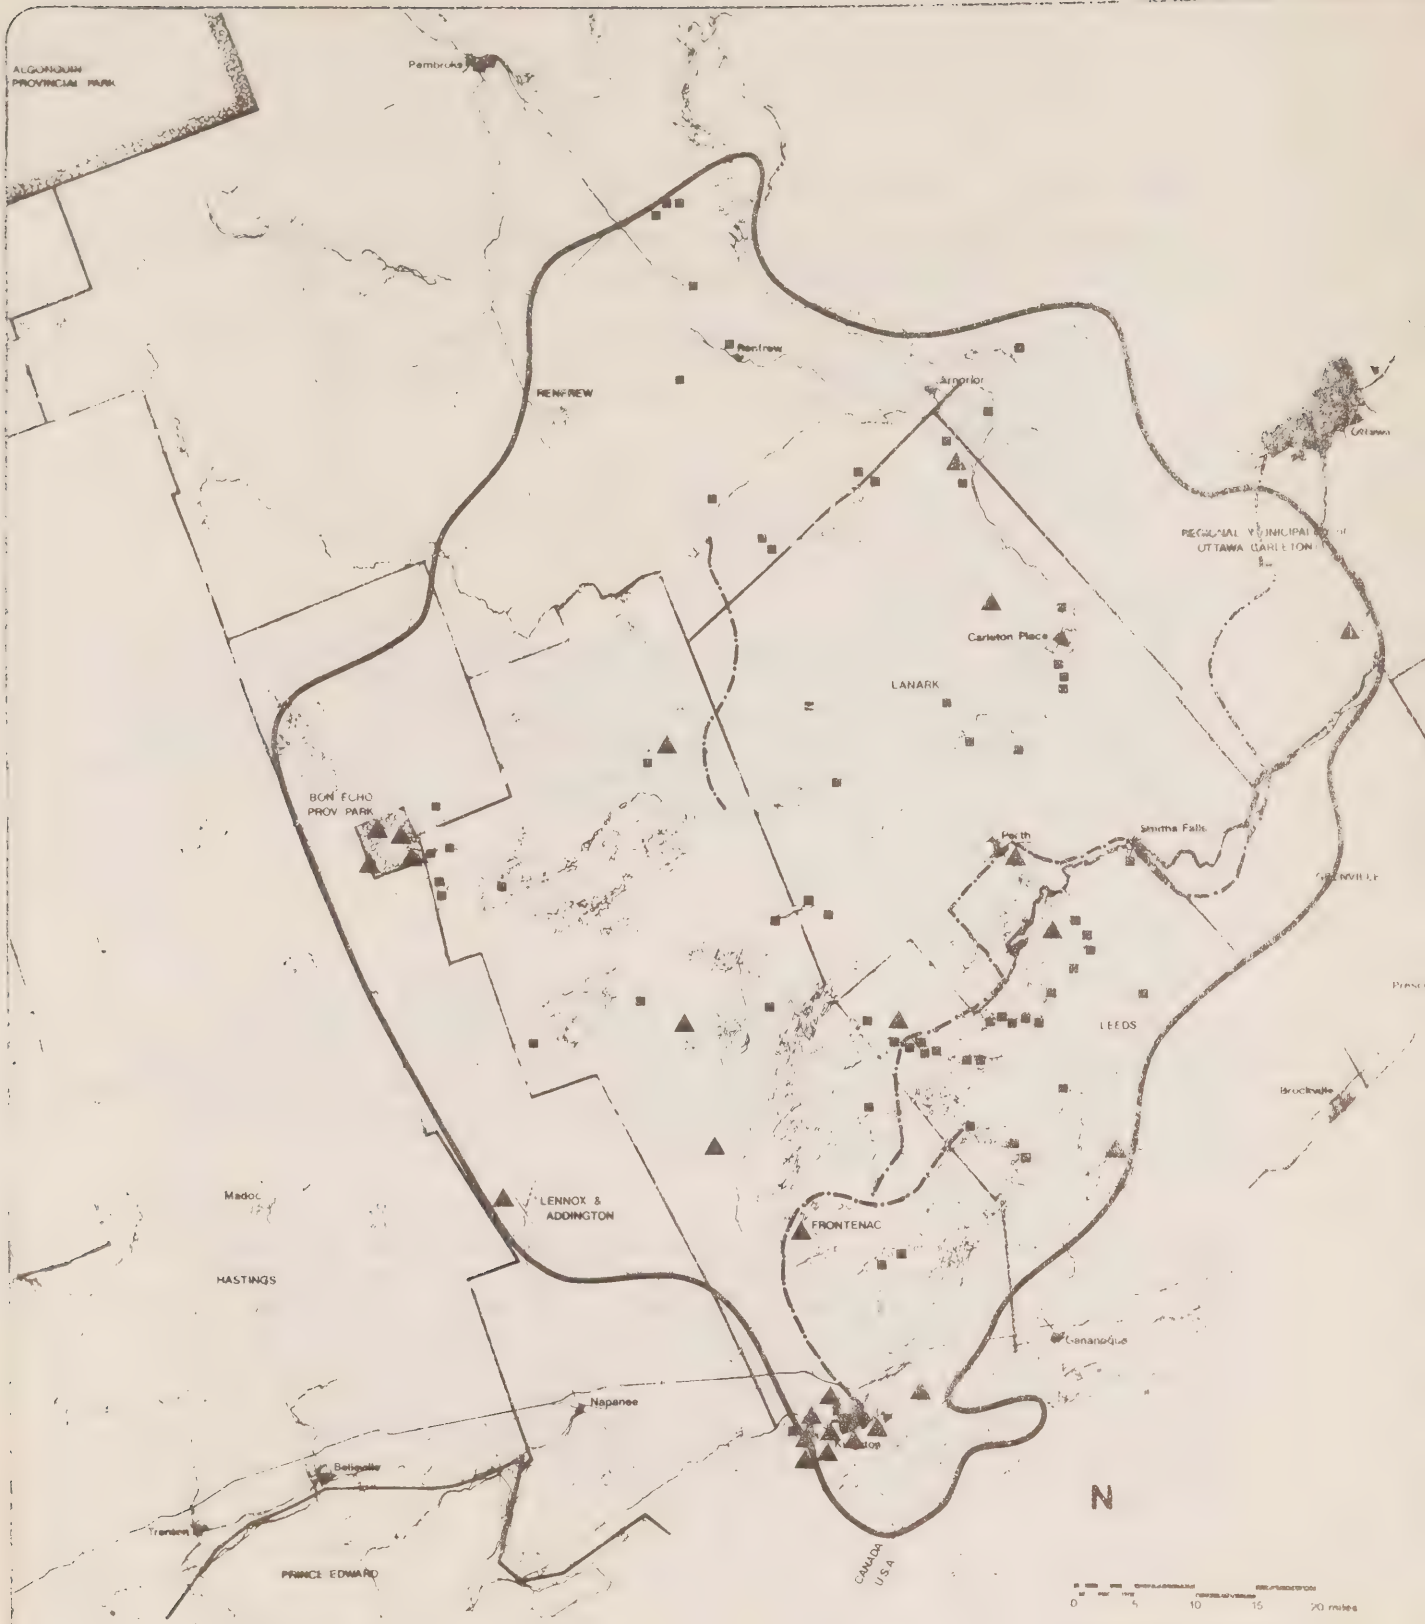 ALGONQUIN
PROVINCIAL PARK
Pembroke
Renfrew
RENFREW
Arnprior
Ottawa
REGIONAL MUNICIPALITY of
OTTAWA CARLETON
Carleton Place
LANARK
BON ECHO
PROV PARK
Perth
Smiths Falls
GRENVILLE
LEEDS
Brockville
Madoc
LENNOX &
ADDINGTON
FRONTENAC
HASTINGS
Gananoque
Napanee
Kingston
Belleville
N
Trenton
CANADA
U.S.A.
PRINCE EDWARD
0 5 10 15 20 miles